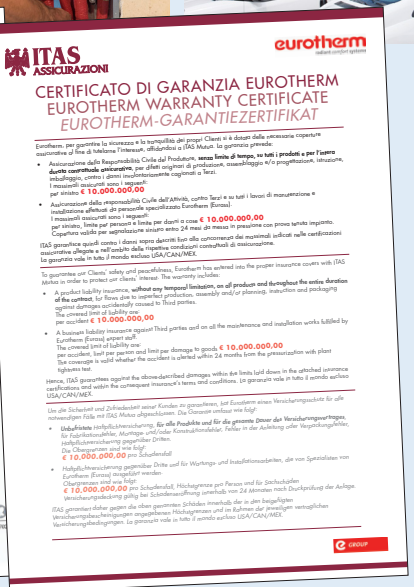 ITAS
ASSICURAZIONI
eurotherm
radiant comfort systems
CERTIFICATO DI GARANZIA EUROTHERM
EUROTHERM WARRANTY CERTIFICATE
EUROTHERM-GARANTIEZERTIFIKAT
Eurotherm, per garantire la sicurezza e la tranquillità dei propri Clienti si è dotata delle necessarie coperture
assicurative al fine di tutelarne l'interesse, affidandosi a ITAS Mutua. La garanzia prevede:
• Assicurazione della Responsabilità Civile del Produttore, senza limite di tempo, su tutti i prodotti e per l'intera
durata contrattuale assicurativa, per difetti originari di produzione, assemblaggio e/o progettazione, istruzione,
imballaggio, contro i danni involontariamente cagionati a Terzi.
I massimali assicurati sono i seguenti:
per sinistro € 10.000.000,00
• Assicurazione della responsabilità Civile dell'Attività, contro Terzi e su tutti i lavori di manutenzione e
installazione effettuati da personale specializzato Eurotherm (Eurass).
I massimali assicurati sono i seguenti:
per sinistro, limite per persona e limite per danni a cose € 10.000.000,00
Copertura valida per segnalazione sinistro entro 24 mesi da messa in pressione con prova tenuta impianto.
ITAS garantisce quindi contro i danni sopra descritti fino alla concorrenza dei massimali indicati nelle certificazioni
assicurative allegate e nell'ambito delle rispettive condizioni contrattuali di assicurazione.
La garanzia vale in tutto il mondo escluso USA/CAN/MEX.
To guarantee our Clients' safety and peacefulness, Eurotherm has entered into the proper insurance covers with ITAS
Mutua in order to protect our clients' interest. The warranty includes:
• A product liability insurance, without any temporal limitation, on all products and throughout the entire duration
of the contract, for flaws due to imperfect production, assembly and/or planning, instruction and packaging
against damages accidentally caused to Third parties.
The covered limit of liability are:
per accident € 10.000.000,00
• A business liability insurance against Third parties and on all the maintenance and installation works fulfilled by
Eurotherm (Eurass) expert staff.
The covered limit of liability are:
per accident, limit per person and limit per damage to goods € 10.000.000,00
The coverage is valid whether the accident is alerted within 24 months from the pressurization with plant
tightness test.
Hence, ITAS guarantees against the above-described damages within the limits laid down in the attached insurance
certifications and within the consequent insurance's terms and conditions. La garanzia vale in tutto il mondo escluso
USA/CAN/MEX.
Um die Sicherheit und Zufriedenheit seiner Kunden zu garantieren, hat Eurotherm einen Versicherungsschutz für alle
notwendigen Fälle mit ITAS Mutua abgeschlossen. Die Garantie umfasst wie folgt:
• Unbefristete Haftpflichtversicherung, für alle Produkte und für die gesamte Dauer des Versicherungsvertrages,
für Fabrikationsfehler, Montage- und/oder Konstruktionsfehler, Fehler in der Anleitung oder Verpackungsfehler,
Haftpflichtversicherung gegenüber Dritten.
Die Obergrenzen sind wie folgt:
€ 10.000.000,00 pro Schadensfall
• Haftpflichtversicherung gegenüber Dritte und für Wartungs- und Installationsarbeiten, die von Spezialisten von
Eurotherm (Eurass) ausgeführt werden.
Obergrenzen sind wie folgt:
€ 10.000.000,00 pro Schadensfall, Höchstgrenze pro Person und für Sachschäden
Versicherungsdeckung gültig bei Schadenseröffnung innerhalb von 24 Monaten nach Druckprüfung der Anlage.
ITAS garantiert daher gegen die oben genannten Schäden innerhalb der in den beigefügten
Versicherungsbescheinigungen angegebenen Höchstgrenzen und im Rahmen der jeweiligen vertraglichen
Versicherungsbedingungen. La garanzia vale in tutto il mondo escluso USA/CAN/MEX.
e GROUP